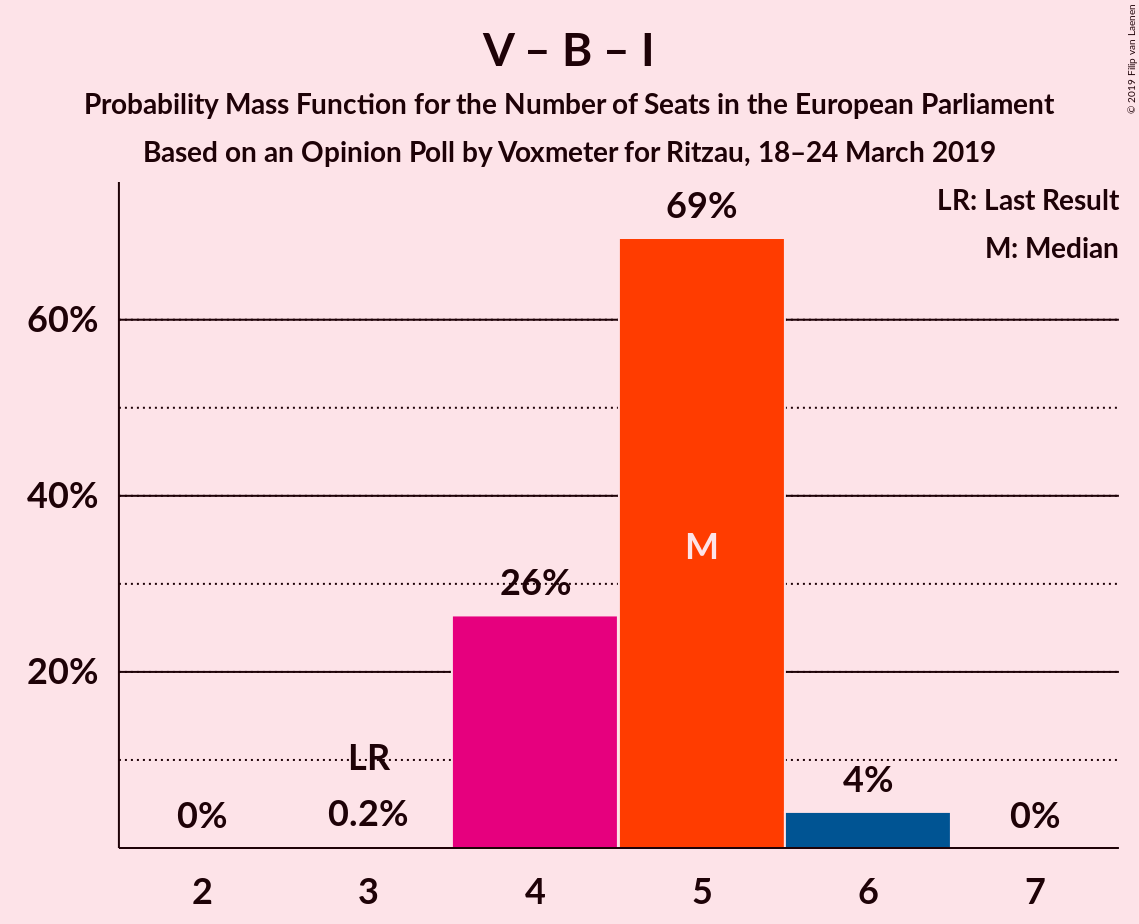 V – B – I
Probability Mass Function for the Number of Seats in the European Parliament
Based on an Opinion Poll by Voxmeter for Ritzau, 18–24 March 2019
© 2019 Filip van Laenen
LR: Last Result
M: Median
69%
60%
40%
M
26%
20%
LR
4%
0%
0.2%
0%
2 3 4 5 6 7